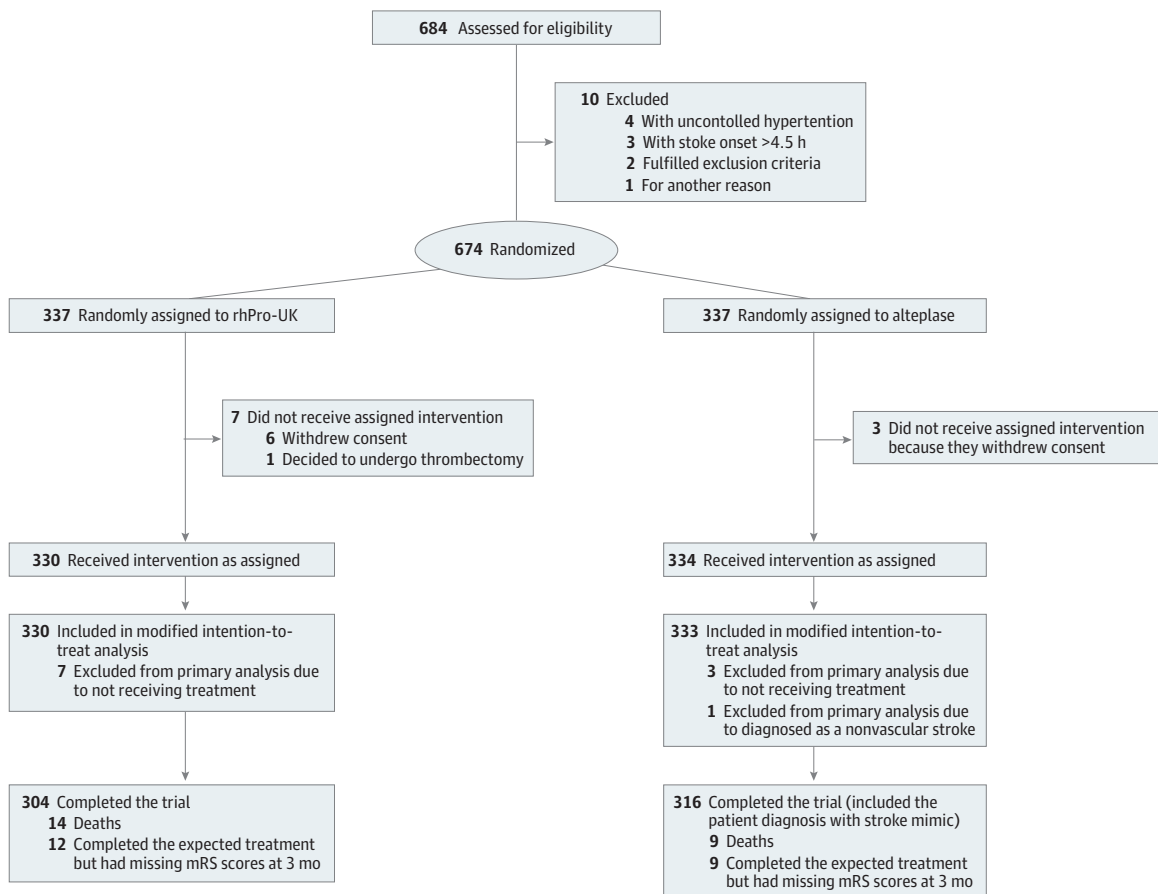 684 Assessed for eligibility
10 Excluded
4 With uncontolled hypertention
3 With stoke onset >4.5 h
2 Fulfilled exclusion criteria
1 For another reason
674 Randomized
337 Randomly assigned to rhPro-UK
337 Randomly assigned to alteplase
7 Did not receive assigned intervention
6 Withdrew consent
1 Decided to undergo thrombectomy
3 Did not receive assigned intervention
because they withdrew consent
330 Received intervention as assigned
334 Received intervention as assigned
330 Included in modified intention-to-
treat analysis
7 Excluded from primary analysis due
to not receiving treatment
333 Included in modified intention-to-
treat analysis
3 Excluded from primary analysis due
to not receiving treatment
1 Excluded from primary analysis due
to diagnosed as a nonvascular stroke
304 Completed the trial
14 Deaths
12 Completed the expected treatment
but had missing mRS scores at 3 mo
316 Completed the trial (included the
patient diagnosis with stroke mimic)
9 Deaths
9 Completed the expected treatment
but had missing mRS scores at 3 mo